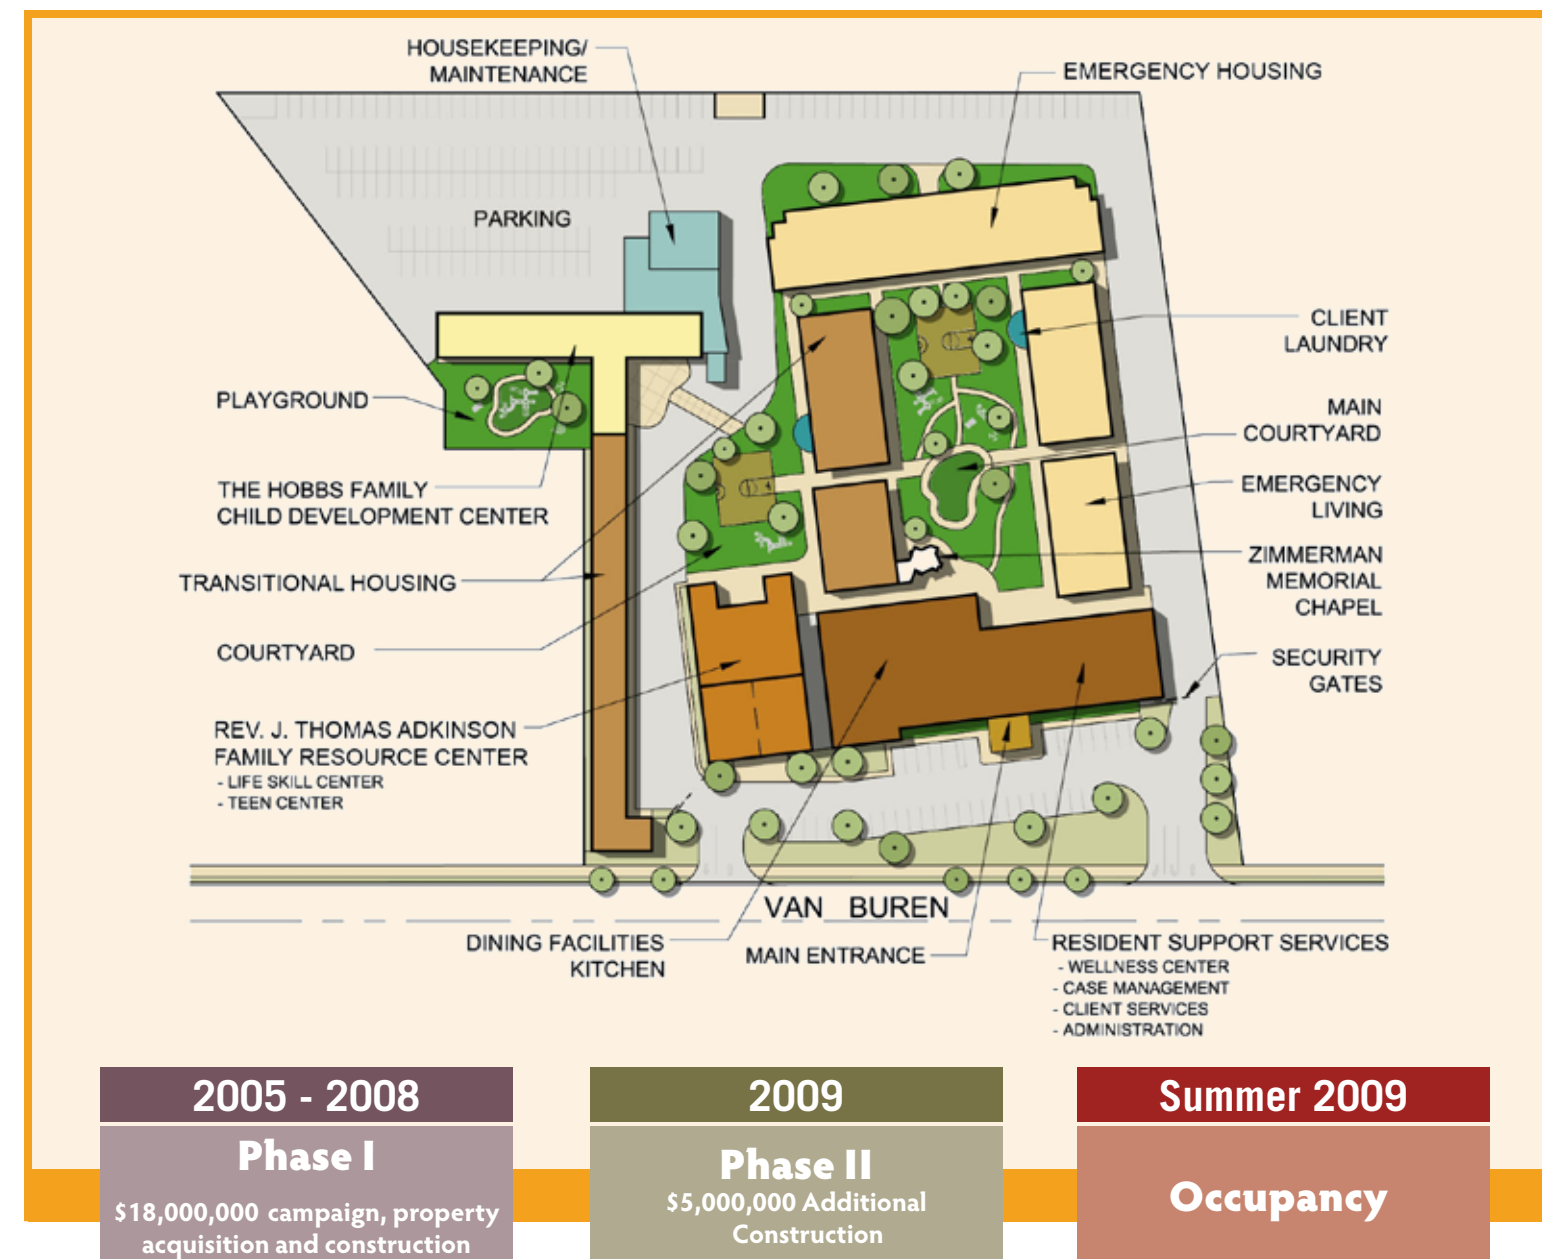 HOUSEKEEPING/
MAINTENANCE
EMERGENCY HOUSING
PARKING
CLIENT
LAUNDRY
PLAYGROUND
MAIN
COURTYARD
THE HOBBS FAMILY
CHILD DEVELOPMENT CENTER
EMERGENCY
LIVING
TRANSITIONAL HOUSING
ZIMMERMAN
MEMORIAL
CHAPEL
COURTYARD
SECURITY
GATES
REV. J. THOMAS ADKINSON
FAMILY RESOURCE CENTER
- LIFE SKILL CENTER
- TEEN CENTER
VAN BUREN
DINING FACILITIES
KITCHEN
MAIN ENTRANCE
RESIDENT SUPPORT SERVICES
- WELLNESS CENTER
- CASE MANAGEMENT
- CLIENT SERVICES
- ADMINISTRATION
2005 - 2008
Phase I
$18,000,000 campaign, property
acquisition and construction
2009
Phase II
$5,000,000 Additional
Construction
Summer 2009
Occupancy